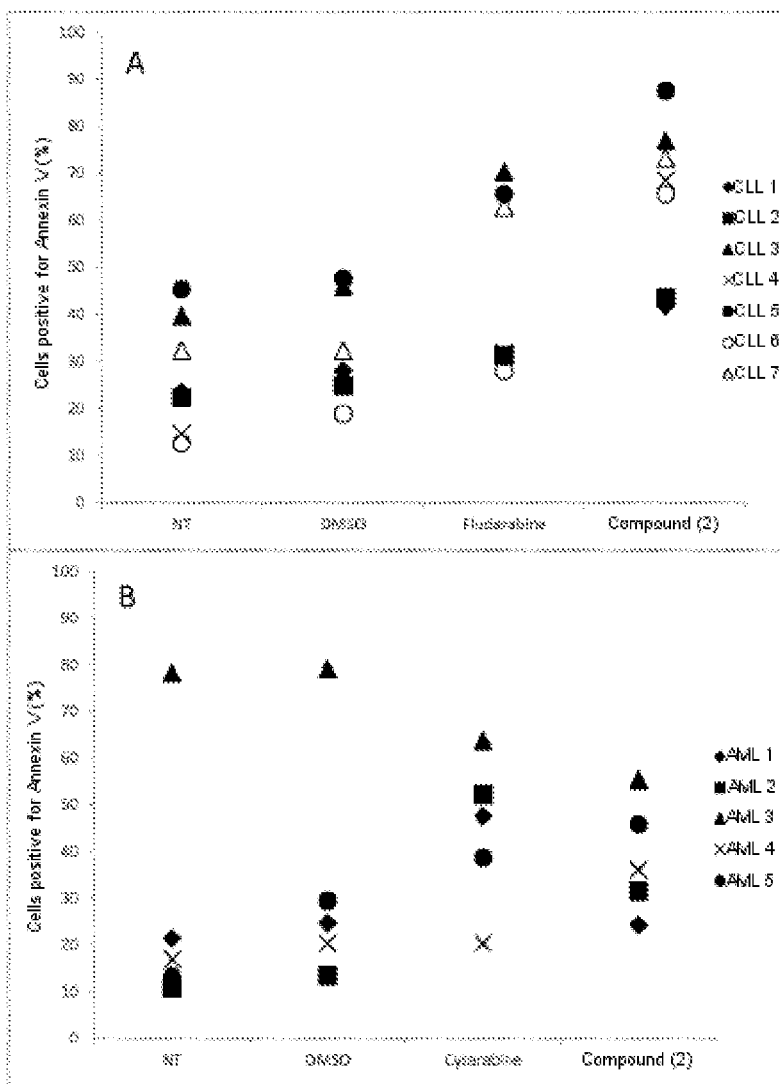 A
100
90
80
70
60
50
40
30
20
10
0
Cells positive for Annexin V(%)
NT
DMSO
Fludarabine
Compound (2)
CLL 1
CLL 2
CLL 3
CLL 4
CLL 5
CLL 6
CLL 7
B
100
90
80
70
60
50
40
30
20
10
0
Cells positive for Annexin V(%)
NT
DMSO
Cytarabine
Compound (2)
AML 1
AML 2
AML 3
AML 4
AML 5